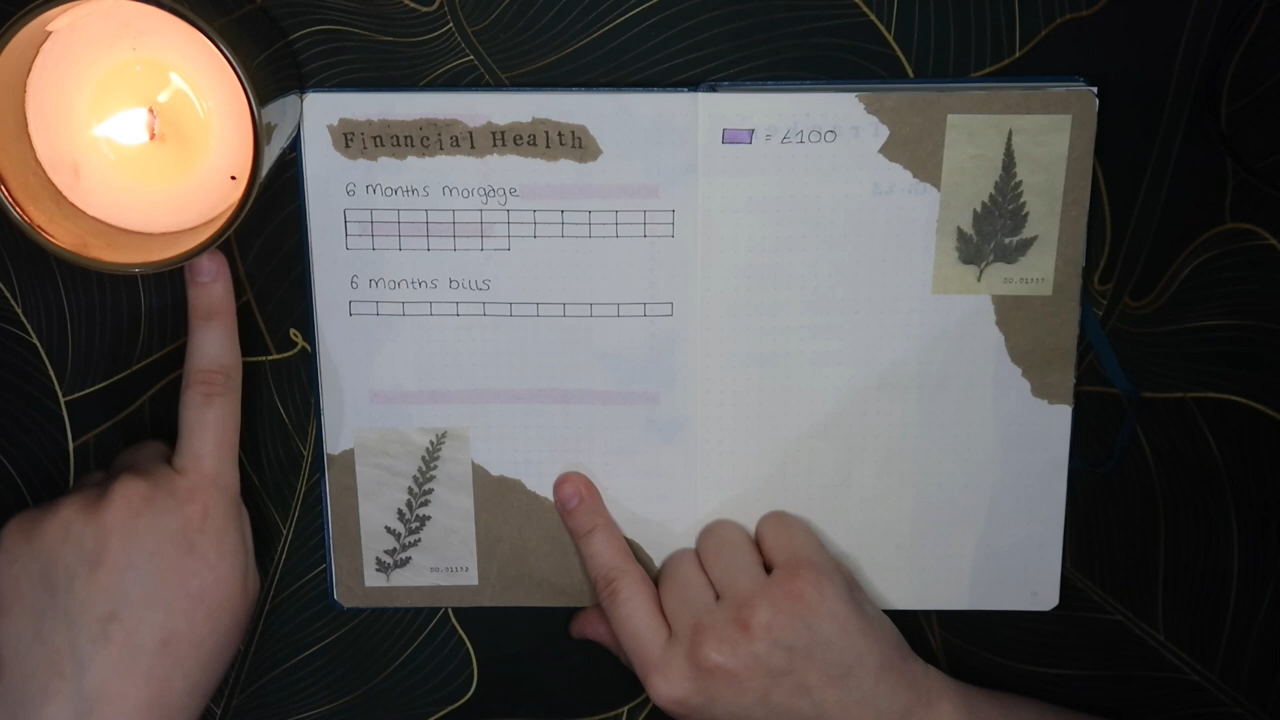 Financial Health
6 months morgage
6 months bills
= £100